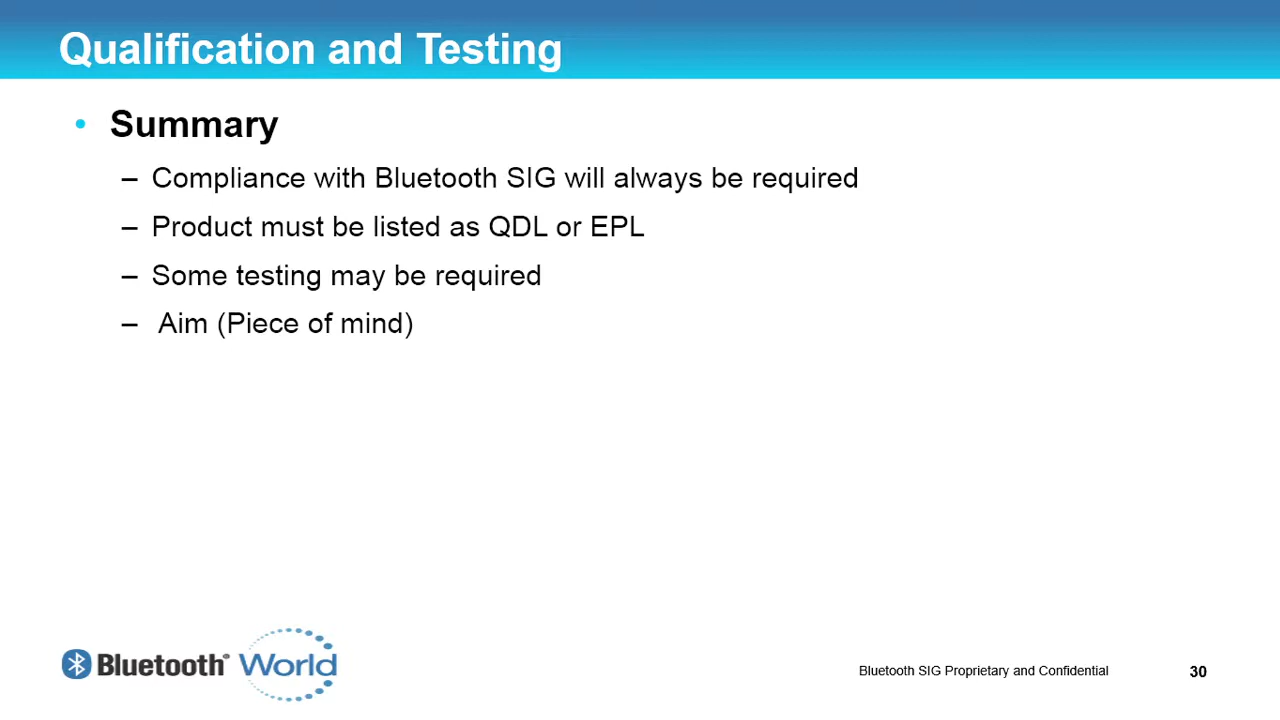 Qualification and Testing
• Summary
– Compliance with Bluetooth SIG will always be required
– Product must be listed as QDL or EPL
– Some testing may be required
– Aim (Piece of mind)
Bluetooth World
Bluetooth SIG Proprietary and Confidential
30